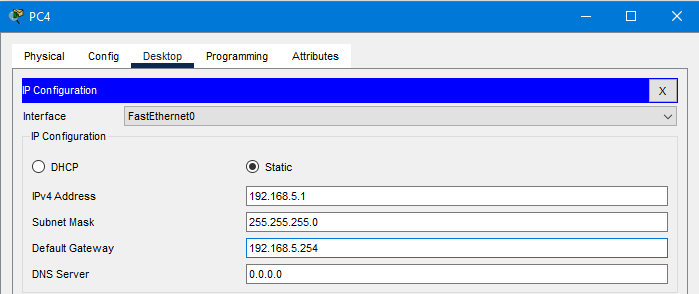 PC4
Physical Config Desktop Programming Attributes
IP Configuration X
Interface FastEthernet0
IP Configuration
DHCP Static
IPv4 Address 192.168.5.1
Subnet Mask 255.255.255.0
Default Gateway 192.168.5.254
DNS Server 0.0.0.0